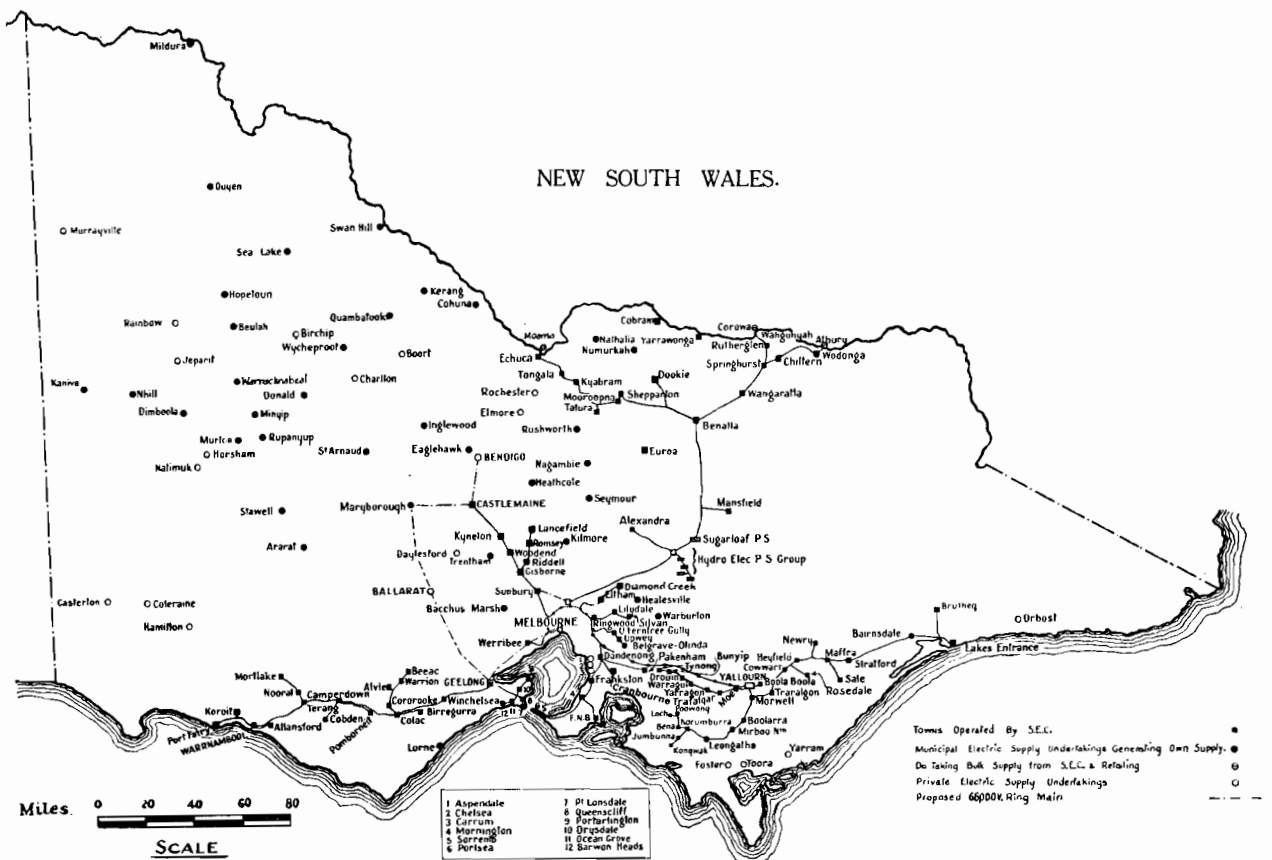 NEW SOUTH WALES.
Mildura
Ouyen
Murrayville
Swan Hill
Sea Lake
Hopetoun
Kerang
Cohuna
Rainbow
Beulah
Quambatook
Birchip
Wycheproof
Boort
Jeparit
Moama
Echuca
Cobram
Nathalia
Yarrawonga
Numurkah
Corowa
Wahgunyah
Albury
Rutherglen
Wodonga
Springhurst
Chiltern
Kaniva
Nhill
Warracknabeal
Charlton
Donald
Tongala
Kyabram
Dookie
Rochester
Mooroopna
Shepparton
Tatura
Wangaratta
Dimboola
Minyip
Elmore
Benalla
Inglewood
Rushworth
Murtoa
Rupanyup
Horsham
St Arnaud
Eaglehawk
BENDIGO
Euroa
Natimuk
Nagambie
Heathcote
Seymour
Stawell
Maryborough
CASTLEMAINE
Mansfield
Alexandra
Lancefield
Kyneton
Romsey
Kilmore
Sugarloaf P S
Ararat
Daylesford
Trentham
Woodend
Riddell
Gisborne
Hydro Elec P S Group
BALLARAT
Sunbury
Diamond Creek
Eltham
Healesville
Casterton
Coleraine
Bacchus Marsh
Lilydale
Warburton
Hamilton
MELBOURNE
Ringwood
Silvan
U Ferntree Gully
Upwey
Belgrave-Olinda
Werribee
Dandenong
Pakenham
Bunyip
Tynong
Bruthen
Orbost
Bairnsdale
Lakes Entrance
Newry
Maffra
Stratford
Heyfield
Cowwarr
Sale
Rosedale
Mortlake
Beeac
Warrion
GEELONG
Frankston
Cranbourne
Drouin
Warragul
Yarragon
Trafalgar
Moe
YALLOURN
Boola Boola
Traralgon
Morwell
Noorat
Camperdown
Alvie
Cororooke
Winchelsea
Koroit
Terang
Cobden
Pomborneit
Colac
Birregurra
Port Fairy
WARRNAMBOOL
Allansford
Lorne
F.N.B
Loch
Poowong
Bena
Korumburra
Jumbunna
Kongwak
Leongatha
Boolarra
Mirboo Nth
Foster
Toora
Yarram
Towns Operated By S.E.C.
Municipal Electric Supply Undertakings Generating Own Supply.
Do Taking Bulk Supply from S.E.C. & Retailing
Private Electric Supply Undertakings
Proposed 66000V. Ring Main
Miles. 0 20 40 60 80
SCALE
1 Aspendale
2 Chelsea
3 Carrum
4 Mornington
5 Sorrento
6 Portsea
7 Pt Lonsdale
8 Queenscliff
9 Portarlington
10 Drysdale
11 Ocean Grove
12 Barwon Heads